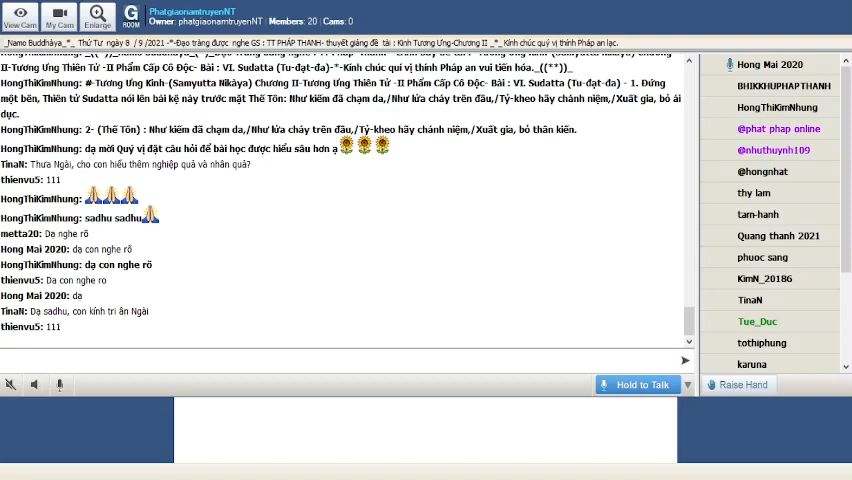 View Cam
My Cam
Enlarge
G
ROOM
Phatgiaonamtruyen​NT
Owner: phatgiaonamtruyenNT | Members: 20 | Cams: 0
_Namo Buddhàya_*_ Thứ Tư ngày 8 / 9 /2021 -*-Đạo tràng được nghe GS : TT PHÁP THANH- thuyết giảng đề tài : Kinh Tương Ưng-Chương II _*_Kính chúc quý vị thính Pháp an lạc.
II-Tương Ưng Thiên Tử -II Phẩm Cấp Cô Độc- Bài : VI. Sudatta (Tu-đạt-đa)-*-Kính chúc quí vị thính Pháp an vui tiến hóa._((**))_
HongThiKimNhung: #-Tương Ưng Kinh-(Samyutta Nikàya) Chương II-Tương Ưng Thiên Tử -II Phẩm Cấp Cô Độc- Bài : VI. Sudatta (Tu-đạt-đa) - 1. Đứng
một bên, Thiên tử Sudatta nói lên bài kệ này trước mặt Thế Tôn: Như kiếm đã chạm da,/Như lửa cháy trên đầu,/Tỷ-kheo hãy chánh niệm,/Xuất gia, bỏ ái
dục.
HongThiKimNhung: 2- (Thế Tôn) : Như kiếm đã chạm da,/Như lửa cháy trên đầu,/Tỷ-kheo hãy chánh niệm,/Xuất gia, bỏ thân kiến.
HongThiKimNhung: dạ mời Quý vị đặt câu hỏi để bài học được hiểu sâu hơn ạ
TinaN: Thưa Ngài, cho con hiểu thêm nghiệp quả và nhân quả?
thienvu5: 111
HongThiKimNhung:
HongThiKimNhung: sadhu sadhu
metta20: Dạ nghe rõ
Hong Mai 2020: dạ con nghe rõ
HongThiKimNhung: dạ con nghe rõ
thienvu5: Da con nghe ro
Hong Mai 2020: dạ
TinaN: Dạ sadhu, con kính tri ân Ngài
thienvu5: 111
Hold to Talk
Hong Mai 2020
BHIKKHUPHAPTHANH
HongThiKimNhung
@phat phap online
@nhuthuynh109
@hongnhat
thy lam
tam-hanh
Quang thanh 2021
phuoc sang
KimN_20186
TinaN
Tue_Duc
tothiphung
karuna
Raise Hand